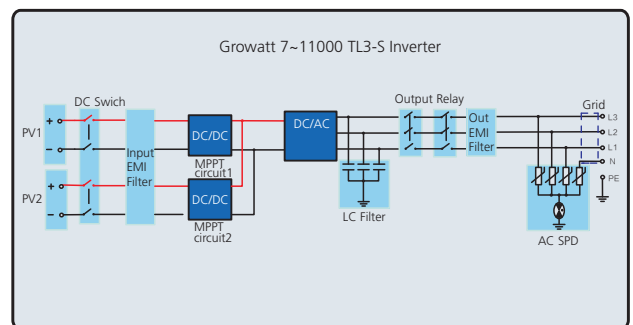 Growatt 7~11000 TL3-S Inverter
DC Swich
Output Relay
Grid
PV1
+
−
PV2
+
−
Input
EMI
Filter
DC/DC
MPPT
circuit1
DC/DC
MPPT
circuit2
DC/AC
LC Filter
Out
EMI
Filter
L3
L2
L1
N
PE
AC SPD